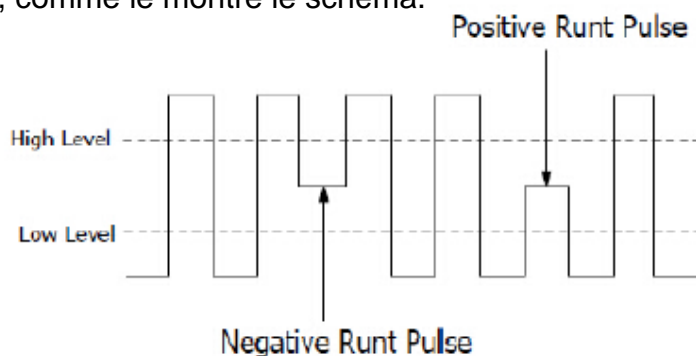 , comme le montre le schéma.
Positive Runt Pulse
High Level
Low Level
Negative Runt Pulse